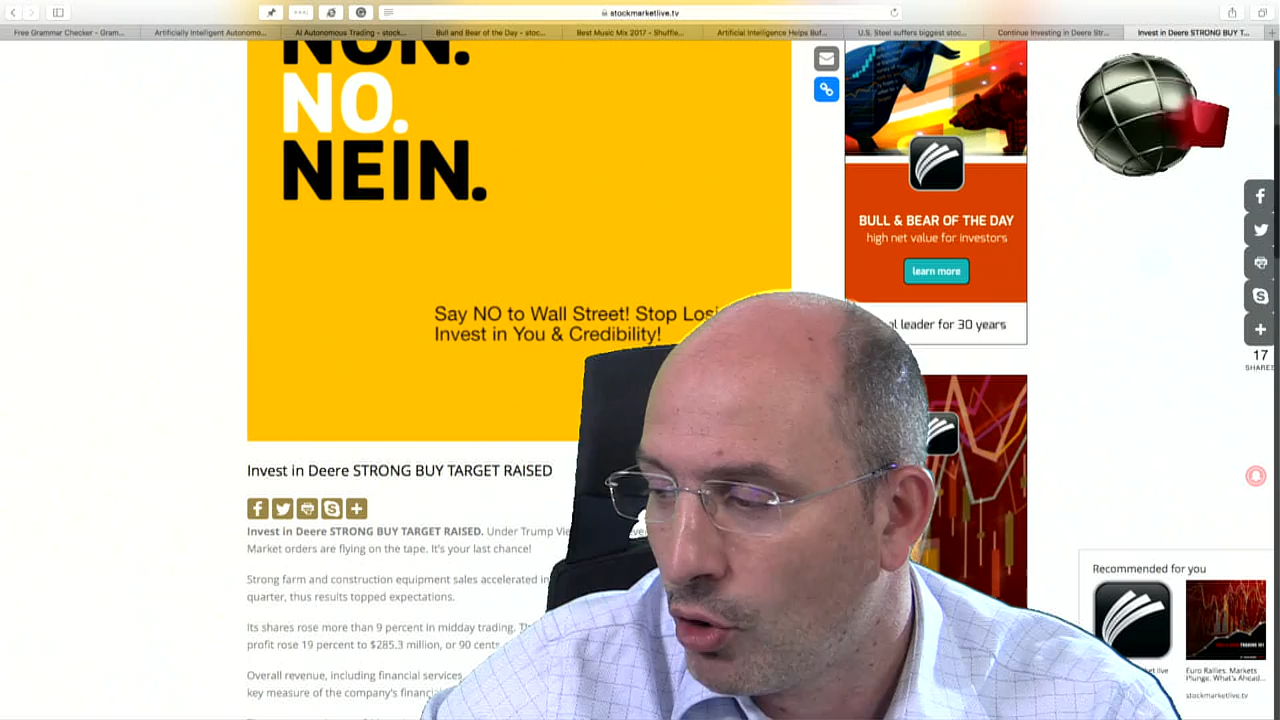 stockmarketlive.tv
Free Grammar Checker - Gram...
Artificially Intelligent Autonomo...
AI Autonomous Trading - stock...
Bull and Bear of the Day - stoc...
Best Music Mix 2017 - Shuffle...
Artificial Intelligence Helps Buf...
U.S. Steel suffers biggest stoc...
Continue Investing in Deere Str...
Invest in Deere STRONG BUY T...
NON.
NO.
NEIN.
Say NO to Wall Street! Stop Losi
Invest in You & Credibility!
BULL & BEAR OF THE DAY
high net value for investors
learn more
l leader for 30 years
17
SHARES
Invest in Deere STRONG BUY TARGET RAISED
Invest in Deere STRONG BUY TARGET RAISED. Under Trump Vie
Market orders are flying on the tape. It's your last chance!
Strong farm and construction equipment sales accelerated in
quarter, thus results topped expectations.
Its shares rose more than 9 percent in midday trading. Th
profit rose 19 percent to $285.3 million, or 90 cents
Overall revenue, including financial services
key measure of the company's financial
Recommended for you
Euro Rallies. Markets
Plunge. What's Ahead...
stockmarketlive.tv